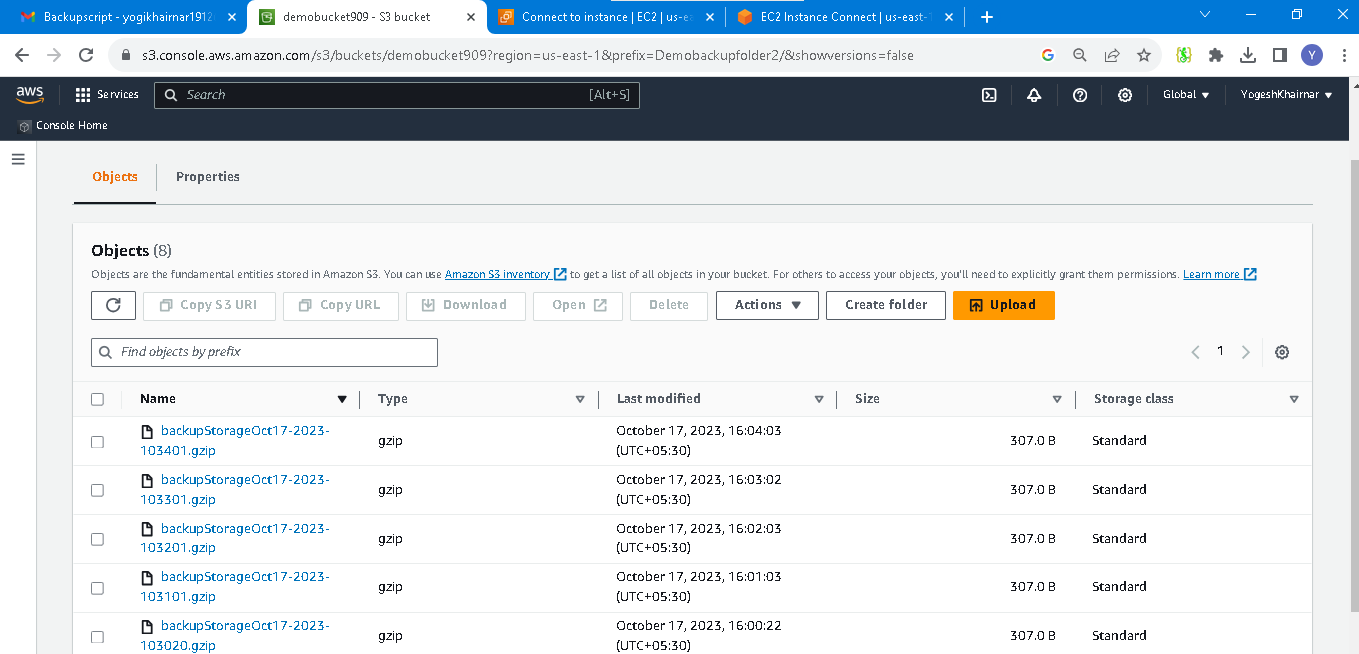 Backupscript - yogikhairnar1912
demobucket909 - S3 bucket
Connect to instance | EC2 | us-ea
EC2 Instance Connect | us-east-1
s3.console.aws.amazon.com/s3/buckets/demobucket909?region=us-east-1&prefix=Demobackupfolder2/&showversions=false
G
Y
aws
Services
Search
[Alt+S]
Global
YogeshKhairnar
Console Home
Objects
Properties
Objects (8)
Objects are the fundamental entities stored in Amazon S3. You can use Amazon S3 inventory to get a list of all objects in your bucket. For others to access your objects, you'll need to explicitly grant them permissions. Learn more
Copy S3 URI
Copy URL
Download
Open
Delete
Actions
Create folder
Upload
Find objects by prefix
1
Name Type Last modified Size Storage class
backupStorageOct17-2023- October 17, 2023, 16:04:03
103401.gzip gzip (UTC+05:30) 307.0 B Standard
backupStorageOct17-2023- October 17, 2023, 16:03:02
103301.gzip gzip (UTC+05:30) 307.0 B Standard
backupStorageOct17-2023- October 17, 2023, 16:02:03
103201.gzip gzip (UTC+05:30) 307.0 B Standard
backupStorageOct17-2023- October 17, 2023, 16:01:03
103101.gzip gzip (UTC+05:30) 307.0 B Standard
backupStorageOct17-2023- October 17, 2023, 16:00:22
103020.gzip gzip (UTC+05:30) 307.0 B Standard